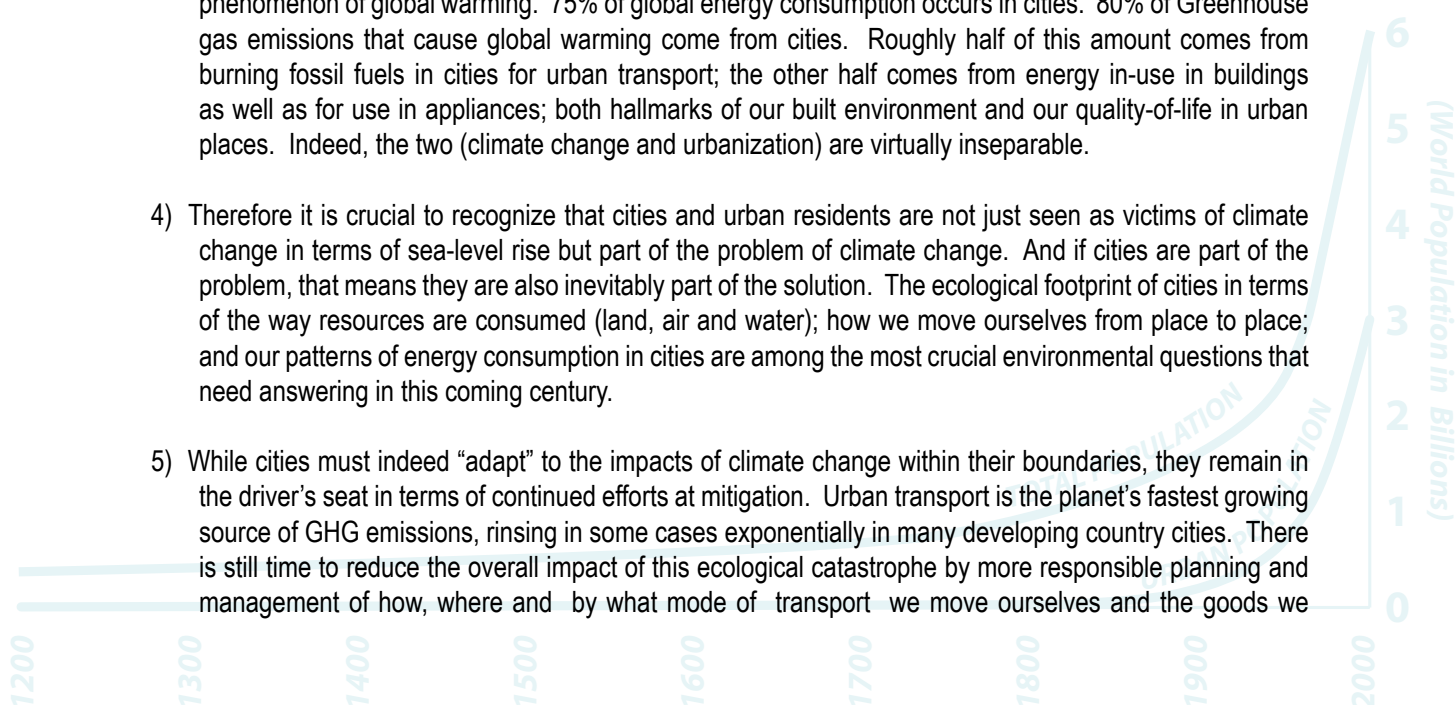 phenomenon of global warming. 75% of global energy consumption occurs in cities. 80% of Greenhouse
gas emissions that cause global warming come from cities. Roughly half of this amount comes from
burning fossil fuels in cities for urban transport; the other half comes from energy in-use in buildings
as well as for use in appliances; both hallmarks of our built environment and our quality-of-life in urban
places. Indeed, the two (climate change and urbanization) are virtually inseparable.
4) Therefore it is crucial to recognize that cities and urban residents are not just seen as victims of climate
change in terms of sea-level rise but part of the problem of climate change. And if cities are part of the
problem, that means they are also inevitably part of the solution. The ecological footprint of cities in terms
of the way resources are consumed (land, air and water); how we move ourselves from place to place;
and our patterns of energy consumption in cities are among the most crucial environmental questions that
need answering in this coming century.
5) While cities must indeed “adapt” to the impacts of climate change within their boundaries, they remain in
the driver’s seat in terms of continued efforts at mitigation. Urban transport is the planet’s fastest growing
source of GHG emissions, rinsing in some cases exponentially in many developing country cities. There
is still time to reduce the overall impact of this ecological catastrophe by more responsible planning and
management of how, where and by what mode of transport we move ourselves and the goods we
6
5
4
3
2
1
0
(World Population in Billions)
TOTAL POPULATION
POPULATION
1200
1300
1400
1500
1600
1700
1800
1900
2000